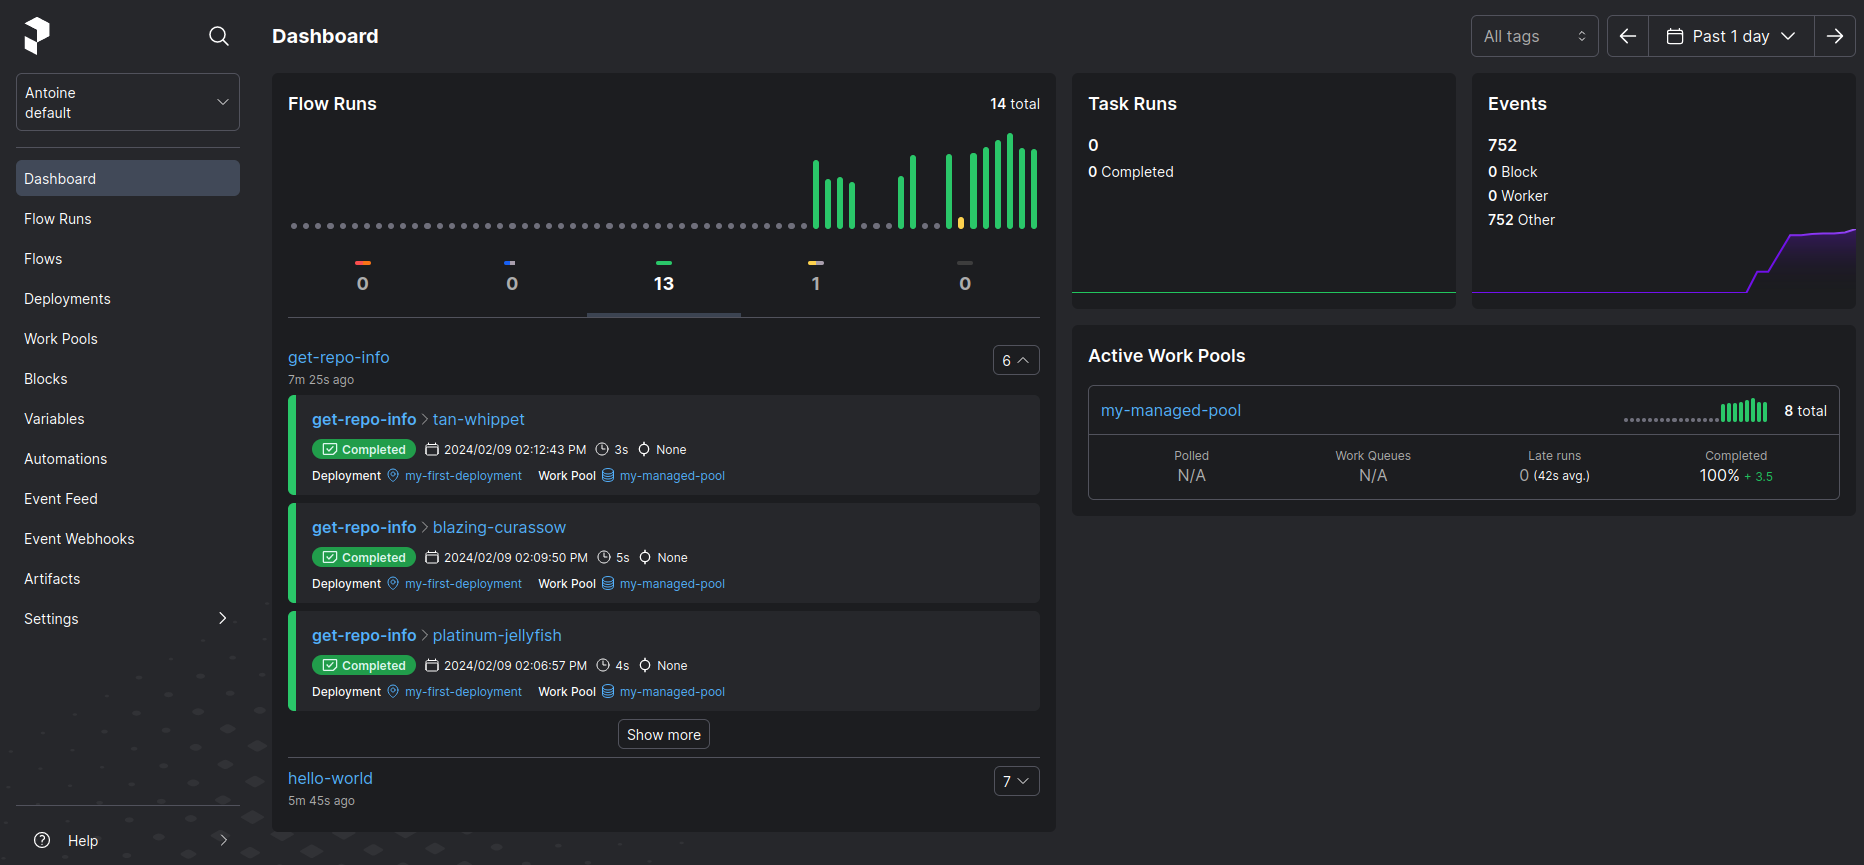 Dashboard
All tags
Past 1 day
Antoine
default
Dashboard
Flow Runs
Flows
Deployments
Work Pools
Blocks
Variables
Automations
Event Feed
Event Webhooks
Artifacts
Settings
Help
Flow Runs
14 total
0 0 13 1 0
get-repo-info
6
7m 25s ago
get-repo-info tan-whippet
Completed 2024/02/09 02:12:43 PM 3s None
Deployment my-first-deployment Work Pool my-managed-pool
get-repo-info blazing-curassow
Completed 2024/02/09 02:09:50 PM 5s None
Deployment my-first-deployment Work Pool my-managed-pool
get-repo-info platinum-jellyfish
Completed 2024/02/09 02:06:57 PM 4s None
Deployment my-first-deployment Work Pool my-managed-pool
Show more
hello-world
7
5m 45s ago
Task Runs
0
0 Completed
Events
752
0 Block
0 Worker
752 Other
Active Work Pools
my-managed-pool
8 total
Polled Work Queues Late runs Completed
N/A N/A 0 (42s avg.) 100% + 3.5